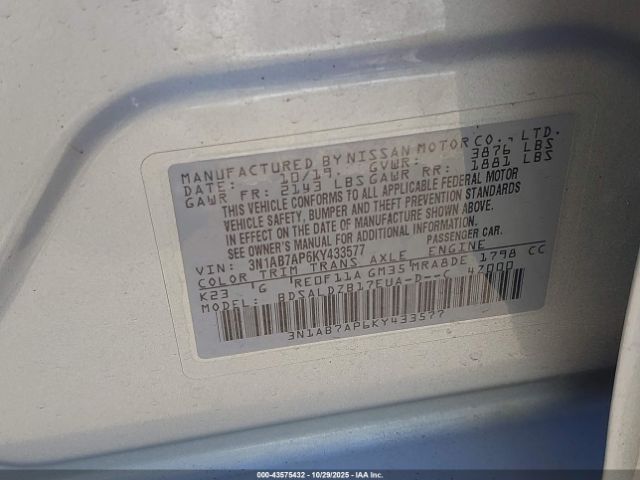 MANUFACTURED BY NISSAN MOTOR CO., LTD.
DATE: 10/19 GVWR: 3876 LBS
GAWR FR: 2143 LBS GAWR RR: 1881 LBS
THIS VEHICLE CONFORMS TO ALL APPLICABLE FEDERAL MOTOR
VEHICLE SAFETY, BUMPER AND THEFT PREVENTION STANDARDS
IN EFFECT ON THE DATE OF MANUFACTURE SHOWN ABOVE.
SEE OWNER'S MANUAL FOR ADDITIONAL INFORMATION.
VIN: 3N1AB7AP6KY433577 PASSENGER CAR.
COLOR TRIM TRANS AXLE ENGINE
K23 G RE0F11A GM35 MRA8DE 1798 CC
MODEL: BDSALDZB17EUA-D--C 47000
3N1AB7AP6KY433577
000-43575432 - 10/29/2025 - Copyright © 2025 IAA, Inc.